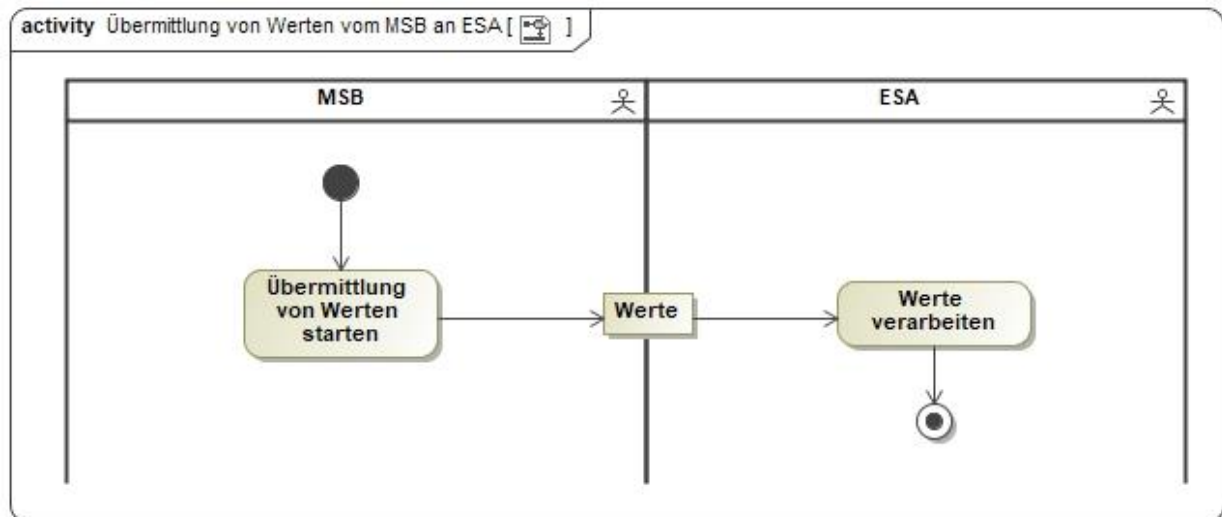 activity Übermittlung von Werten vom MSB an ESA [ ]
MSB
ESA
Übermittlung
von Werten
starten
Werte
Werte
verarbeiten